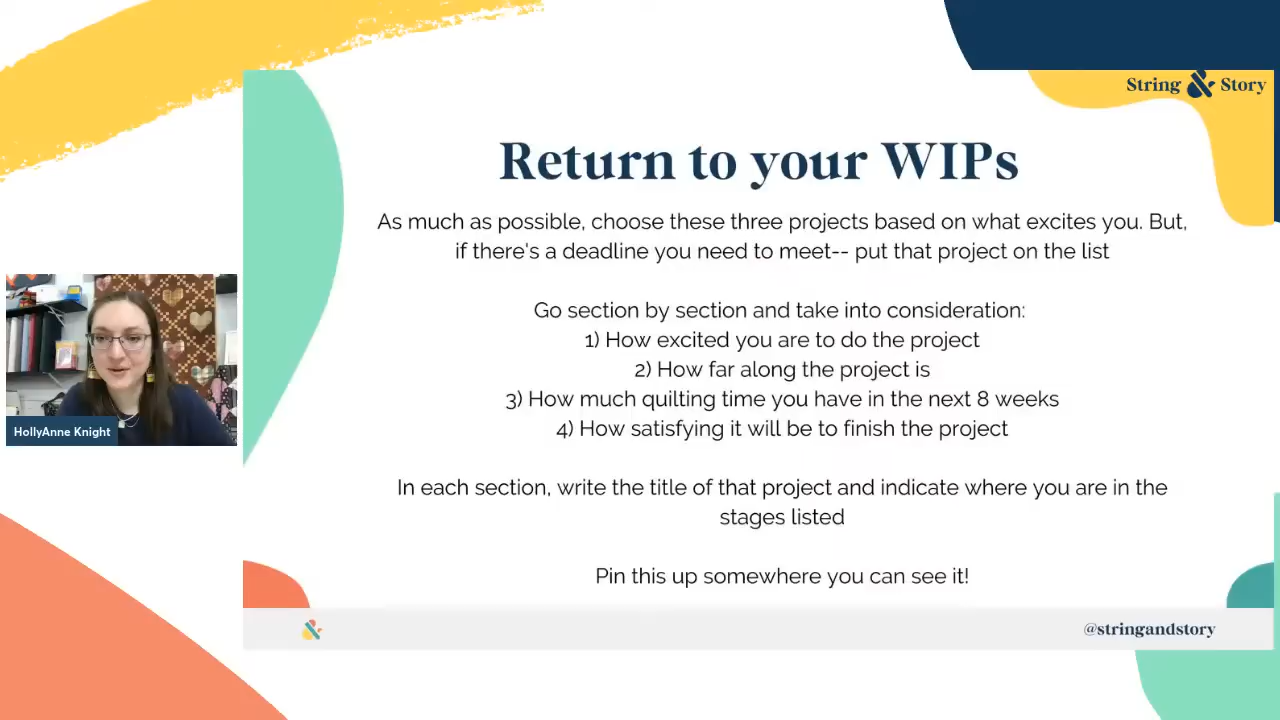 String & Story
Return to your WIPs
As much as possible, choose these three projects based on what excites you. But,
if there's a deadline you need to meet-- put that project on the list
Go section by section and take into consideration:
1) How excited you are to do the project
2) How far along the project is
3) How much quilting time you have in the next 8 weeks
4) How satisfying it will be to finish the project
In each section, write the title of that project and indicate where you are in the
stages listed
Pin this up somewhere you can see it!
HollyAnne Knight
@stringandstory